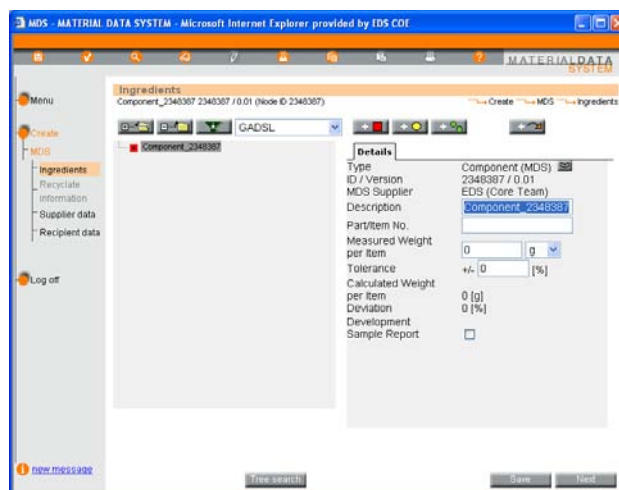 MDS - MATERIAL DATA SYSTEM - Microsoft Internet Explorer provided by EDS COE
MATERIALDATA
SYSTEM
Menu
Create
MDS
Ingredients
Recyclate
information
Supplier data
Recipient data
Log off
new message
Ingredients
Component_2348387 2348387 / 0.01 (Node ID 2348387)
Create MDS Ingredients
GADSL
Component_2348387
Details
Type Component (MDS)
ID / Version 2348387 / 0.01
MDS Supplier EDS (Core Team)
Description Component_2348387
Part/Item No.
Measured Weight
per Item 0 g
Tolerance +/- 0 [%]
Calculated Weight
per Item 0 [g]
Deviation 0 [%]
Development
Sample Report
Tree search Save Next